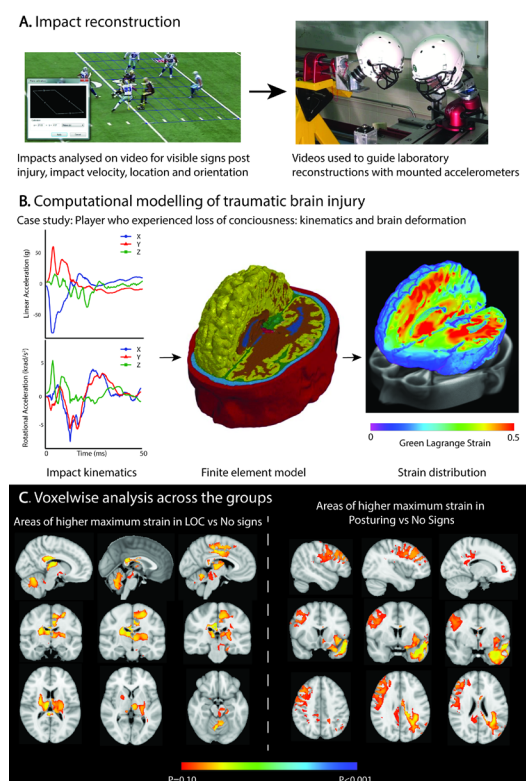 A. Impact reconstruction
Impacts analysed on video for visible signs post
injury, impact velocity, location and orientation
Videos used to guide laboratory
reconstructions with mounted accelerometers
B. Computational modelling of traumatic brain injury
Case study: Player who experienced loss of conciousness: kinematics and brain deformation
Linear Acceleration (g)
50
0
-50
X
Y
Z
Rotational Acceleration (krad/s²)
5
0
-5
X
Y
Z
0
Time (ms)
50
0
0.5
Green Lagrange Strain
Impact kinematics
Finite element model
Strain distribution
C. Voxelwise analysis across the groups
Areas of higher maximum strain in LOC vs No signs
Areas of higher maximum strain in
Posturing vs No Signs
P=0.10
P<0.001